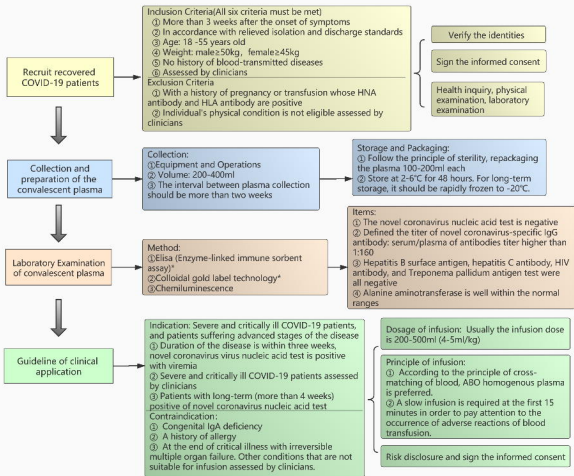 Recruit recovered
COVID-19 patients
Inclusion Criteria(All six criteria must be met)
① More than 3 weeks after the onset of symptoms
② In accordance with relieved isolation and discharge standards
③ Age: 18 -55 years old
④ Weight: male≥50kg, female≥45kg
⑤ No history of blood-transmitted diseases
⑥ Assessed by clinicians
Exclusion Criteria
① With a history of pregnancy or transfusion whose HNA
antibody and HLA antibody are positive
② Individual's physical condition is not eligible assessed by
clinicians
Verify the identities
Sign the informed consent
Health inquiry, physical
examination, laboratory
examination
Collection and
preparation of the
convalescent plasma
Collection:
①Equipment and Operations
② Volume: 200-400ml
③ The interval between plasma collection
should be more than two weeks
Storage and Packaging:
① Follow the principle of sterility, repackaging
the plasma 100-200ml each
② Store at 2-6℃ for 48 hours. For long-term
storage, it should be rapidly frozen to -20℃.
Laboratory Examination
of convalescent plasma
Method:
①Elisa (Enzyme-linked immune sorbent
assay)*
②Colloidal gold label technology*
③Chemiluminescence
Items:
① The novel coronavirus nucleic acid test is negative
② Defined the titer of novel coronavirus-specific IgG
antibody: serum/plasma of antibodies titer higher than
1:160
③ Hepatitis B surface antigen, hepatitis C antibody, HIV
antibody, and Treponema pallidum antigen test were
all negative
④ Alanine aminotransferase is well within the normal
ranges
Guideline of clinical
application
Indication: Severe and critically ill COVID-19 patients,
and patients suffering advanced stages of the disease
① Duration of the disease is within three weeks,
novel coronavirus virus nucleic acid test is positive
with viremia
② Severe and critically ill COVID-19 patients assessed
by clinicians
③ Patients with long-term (more than 4 weeks)
positive of novel coronavirus nucleic acid test
Contraindication:
① Congenital IgA deficiency
② A history of allergy
③ At the end of critical illness with irreversible
multiple organ failure. Other conditions that are not
suitable for infusion assessed by clinicians.
Dosage of infusion: Usually the infusion dose
is 200-500ml (4-5ml/kg)
Principle of infusion:
① According to the principle of cross-
matching of blood, ABO homogenous plasma
is preferred.
② A slow infusion is required at the first 15
minutes in order to pay attention to the
occurrence of adverse reactions of blood
transfusion.
Risk disclosure and sign the informed consent